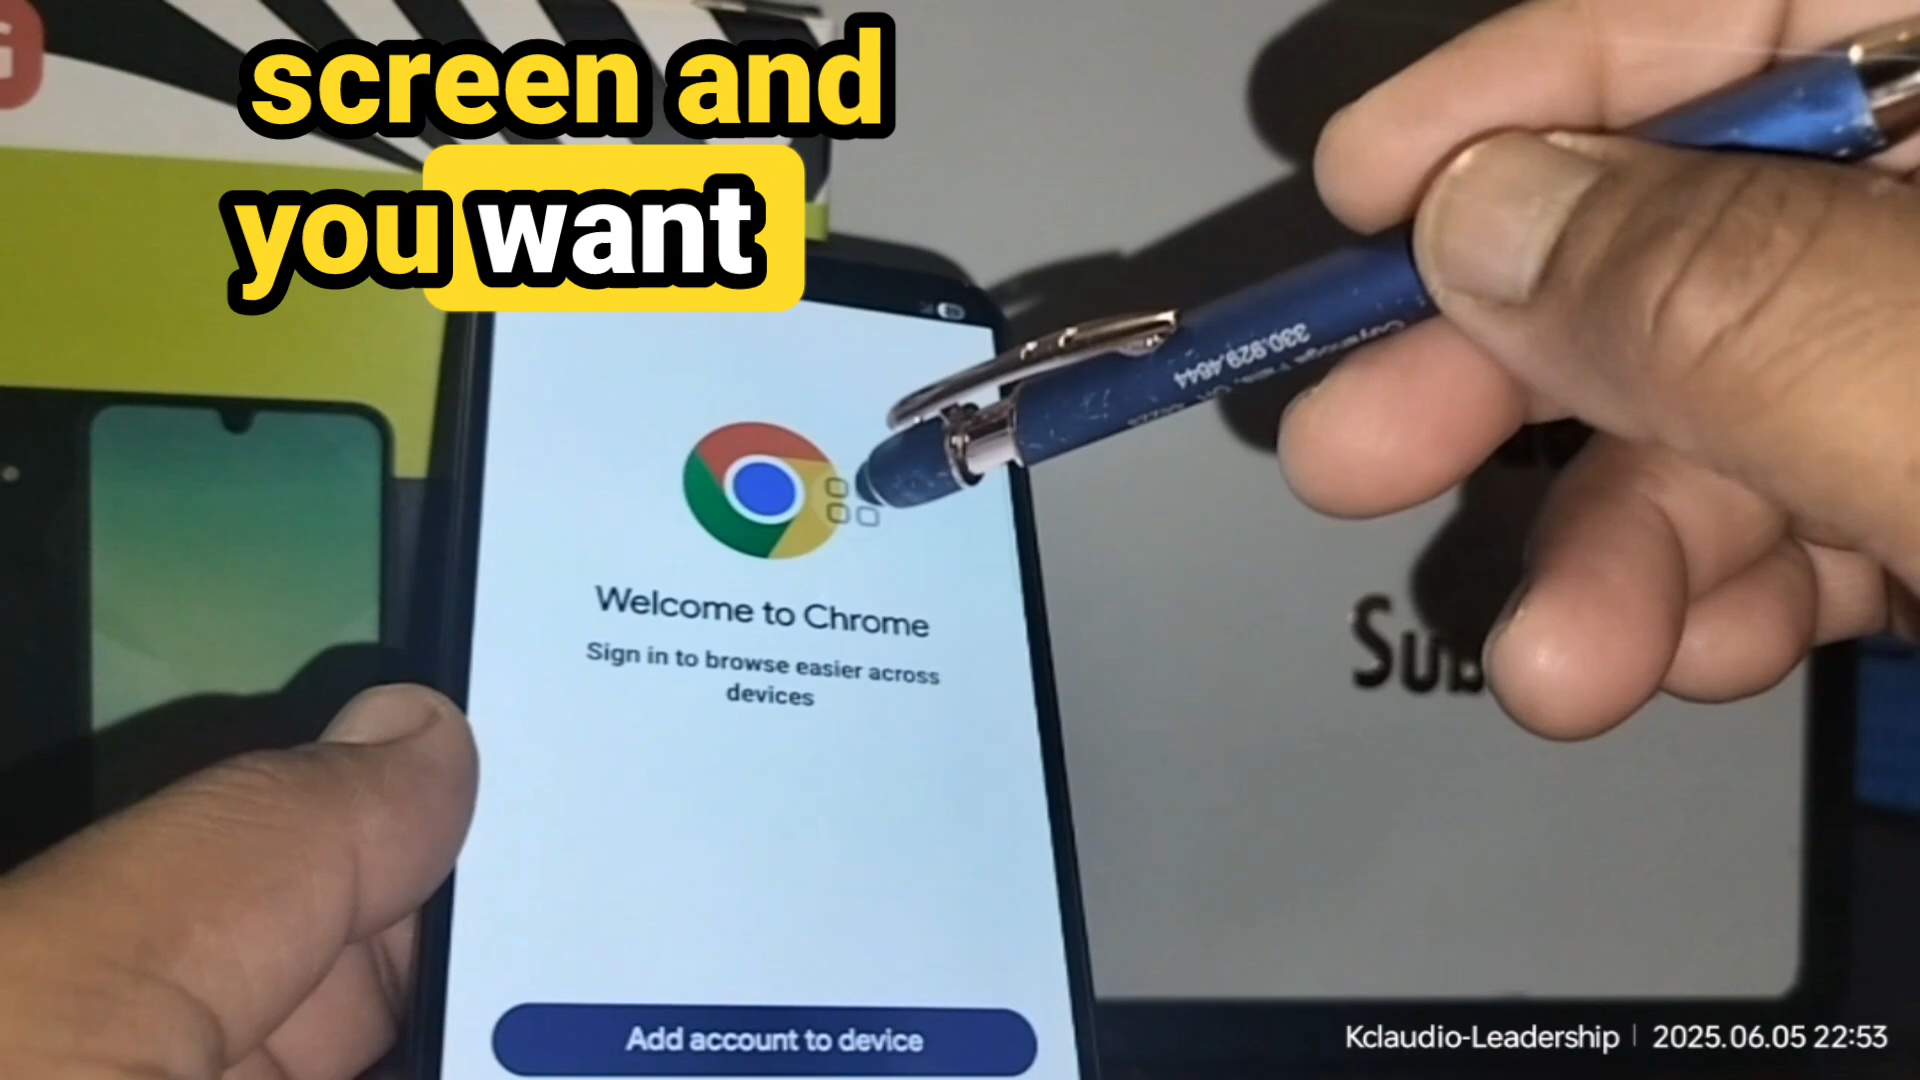 screen and
you want
330.929.4644
Welcome to Chrome
Sign in to browse easier across
devices
Sub
Add account to device
Kclaudio-Leadership | 2025.06.05 22:53